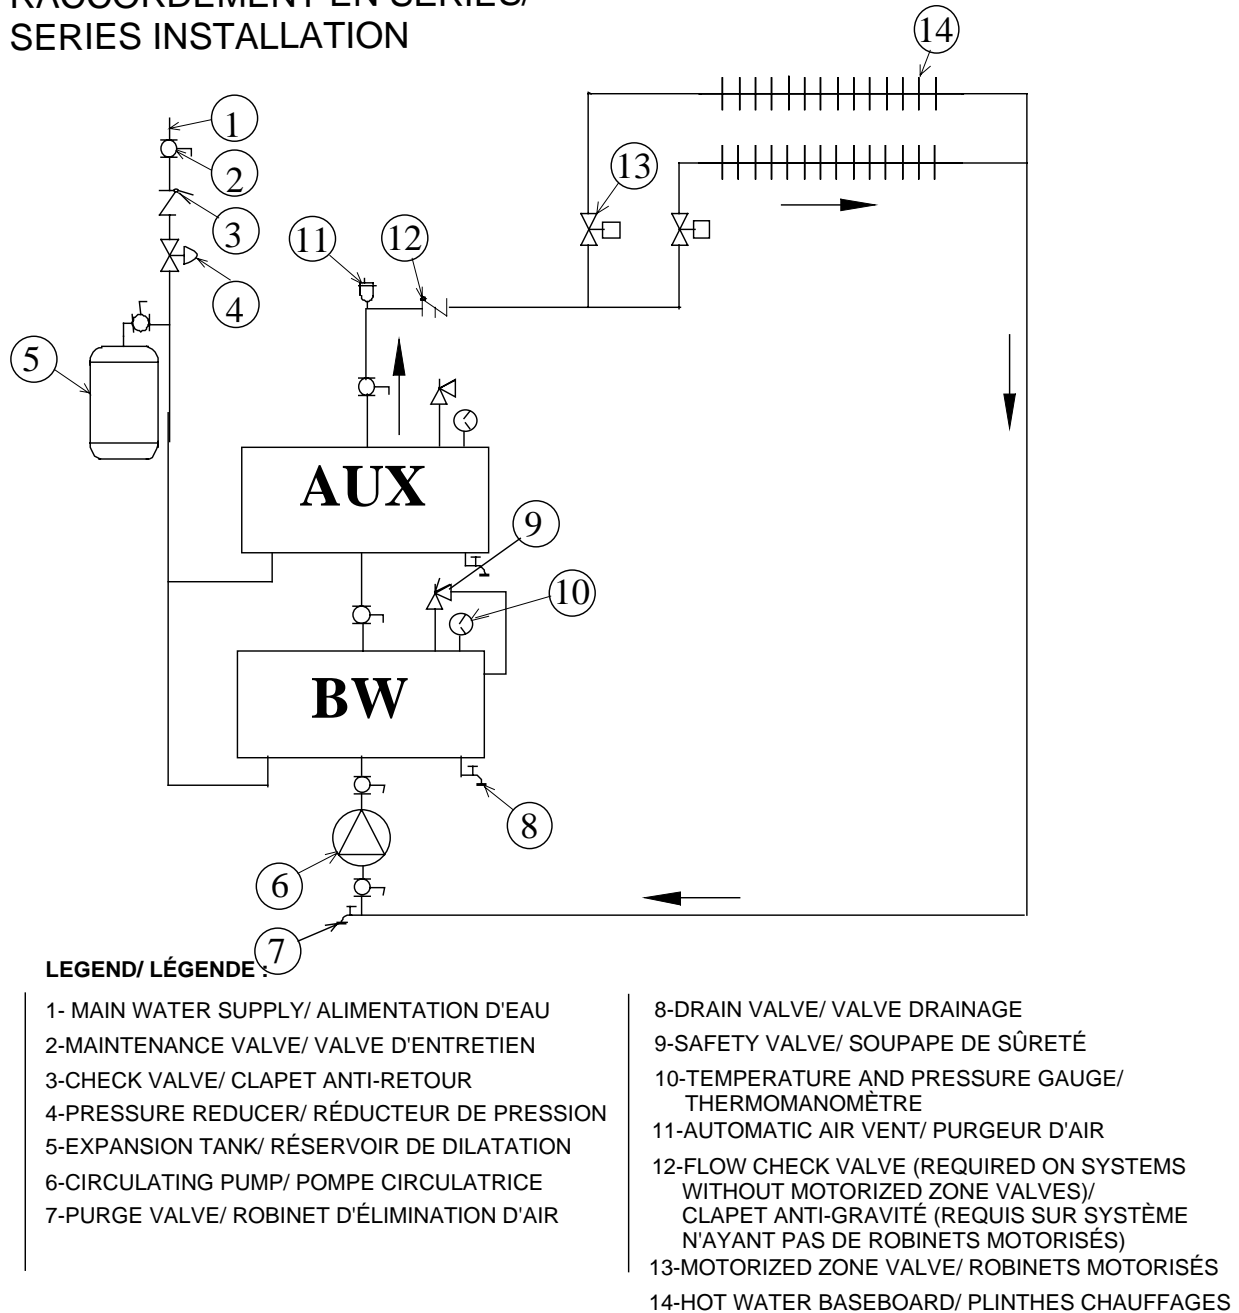 RACCORDEMENT EN SÉRIES/
SERIES INSTALLATION
14
1
2
13
3
11
12
4
5
AUX
9
10
BW
8
6
7
LEGEND/ LÉGENDE :
1- MAIN WATER SUPPLY/ ALIMENTATION D'EAU
2-MAINTENANCE VALVE/ VALVE D'ENTRETIEN
3-CHECK VALVE/ CLAPET ANTI-RETOUR
4-PRESSURE REDUCER/ RÉDUCTEUR DE PRESSION
5-EXPANSION TANK/ RÉSERVOIR DE DILATATION
6-CIRCULATING PUMP/ POMPE CIRCULATRICE
7-PURGE VALVE/ ROBINET D'ÉLIMINATION D'AIR
8-DRAIN VALVE/ VALVE DRAINAGE
9-SAFETY VALVE/ SOUPAPE DE SÛRETÉ
10-TEMPERATURE AND PRESSURE GAUGE/
THERMOMANOMÈTRE
11-AUTOMATIC AIR VENT/ PURGEUR D'AIR
12-FLOW CHECK VALVE (REQUIRED ON SYSTEMS
WITHOUT MOTORIZED ZONE VALVES)/
CLAPET ANTI-GRAVITÉ (REQUIS SUR SYSTÈME
N'AYANT PAS DE ROBINETS MOTORISÉS)
13-MOTORIZED ZONE VALVE/ ROBINETS MOTORISÉS
14-HOT WATER BASEBOARD/ PLINTHES CHAUFFAGES